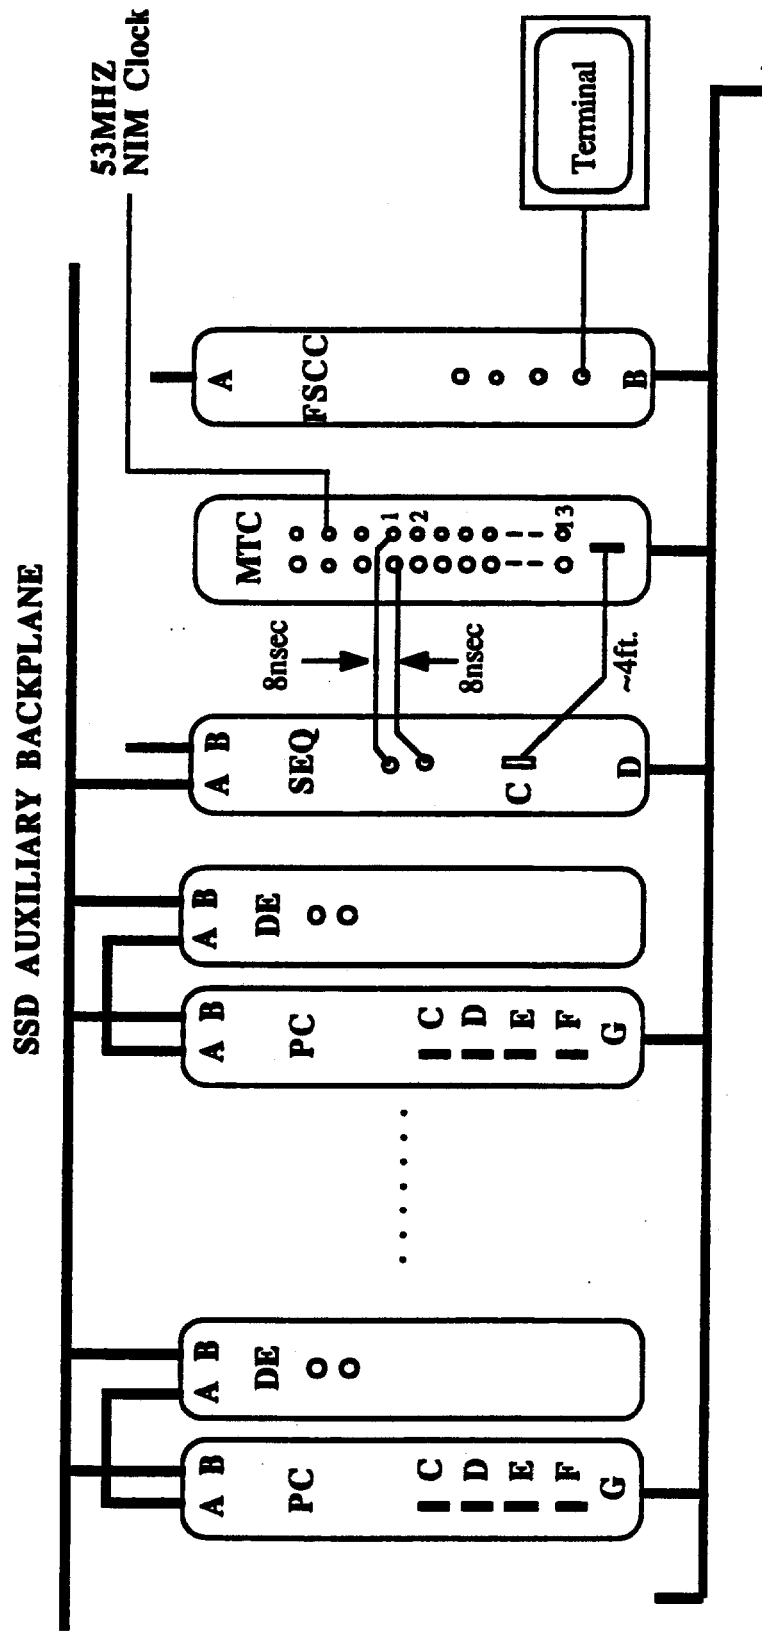 SSD AUXILIARY BACKPLANE
53MHZ
NIM Clock
A B
PC
C
D
E
F
G
A B
DE
A B
PC
C
D
E
F
G
A B
DE
A B
SEQ
C
D
8nsec
8nsec
~4ft.
MTC
1
2
13
A
FSCC
B
Terminal